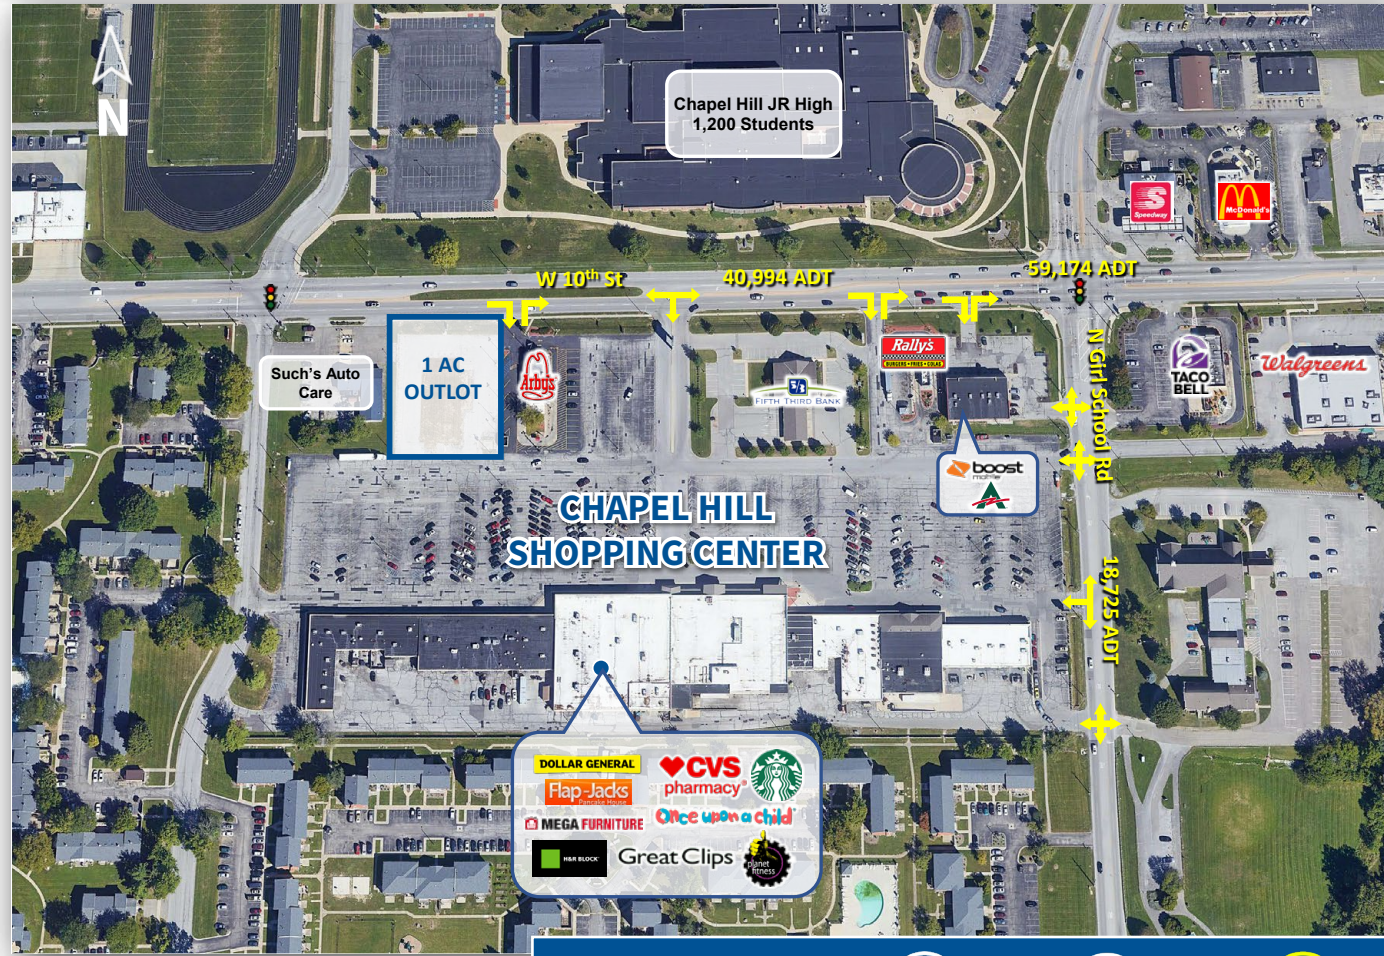 N
Chapel Hill JR High
1,200 Students
Speedway
McDonald's
W 10th St
40,994 ADT
59,174 ADT
Such's Auto
Care
1 AC
OUTLOT
Arby's
FIFTH THIRD BANK
Rally's
BURGERS • FRIES • COLAS
N Girl School Rd
TACO
BELL
Walgreens
boost
mobile
A
CHAPEL HILL
SHOPPING CENTER
18,725 ADT
DOLLAR GENERAL
CVS
pharmacy
Flap-Jacks
Pancake House
MEGA FURNITURE
Once upon a child
H&R BLOCK
Great Clips
planet
fitness